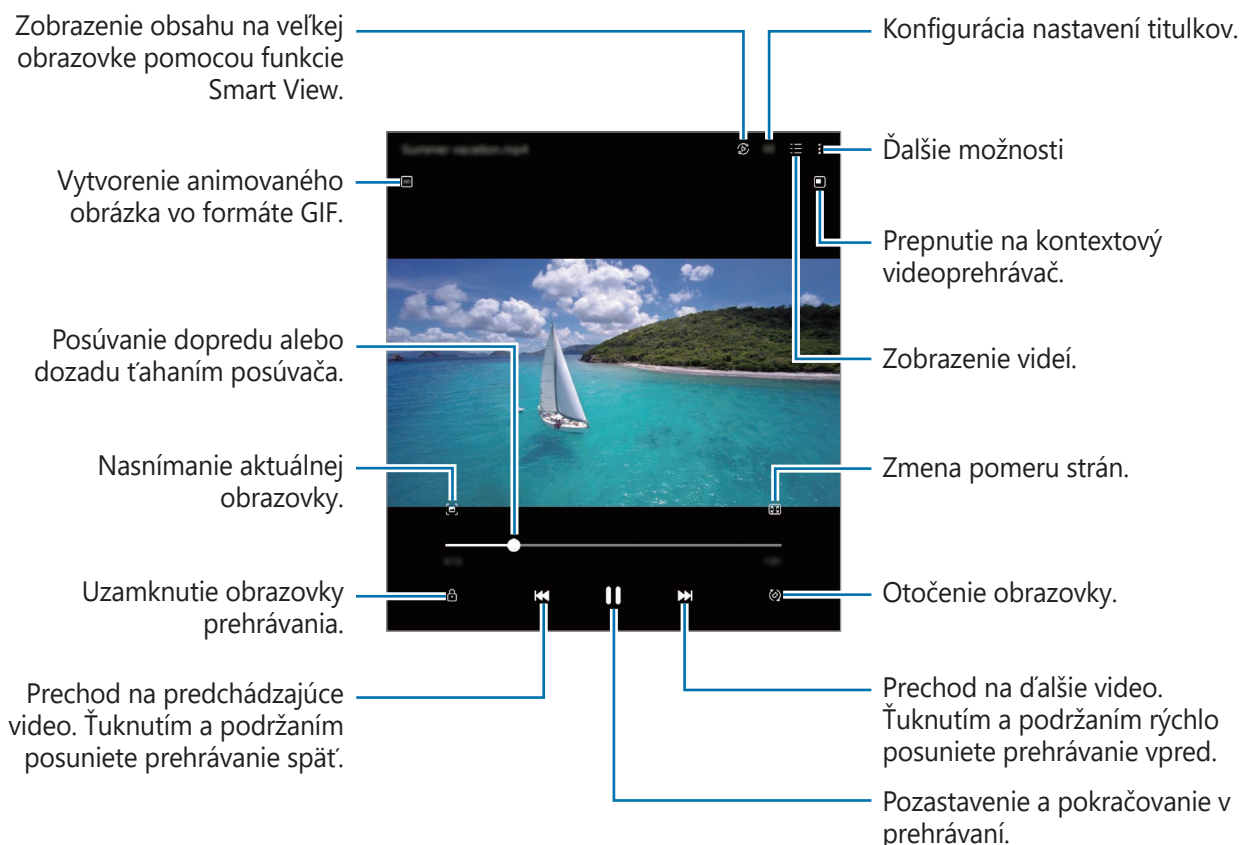 Zobrazenie obsahu na veľkej
obrazovke pomocou funkcie
Smart View.
Konfigurácia nastavení titulkov.
Summer vacation.mp4
Ďalšie možnosti
Vytvorenie animovaného
obrázka vo formáte GIF.
Prepnutie na kontextový
videoprehrávač.
Posúvanie dopredu alebo
dozadu ťahaním posúvača.
Zobrazenie videí.
Nasnímanie aktuálnej
obrazovky.
Zmena pomeru strán.
Uzamknutie obrazovky
prehrávania.
Otočenie obrazovky.
Prechod na predchádzajúce
video. Ťuknutím a podržaním
posuniete prehrávanie späť.
Prechod na ďalšie video.
Ťuknutím a podržaním rýchlo
posuniete prehrávanie vpred.
Pozastavenie a pokračovanie v
prehrávaní.